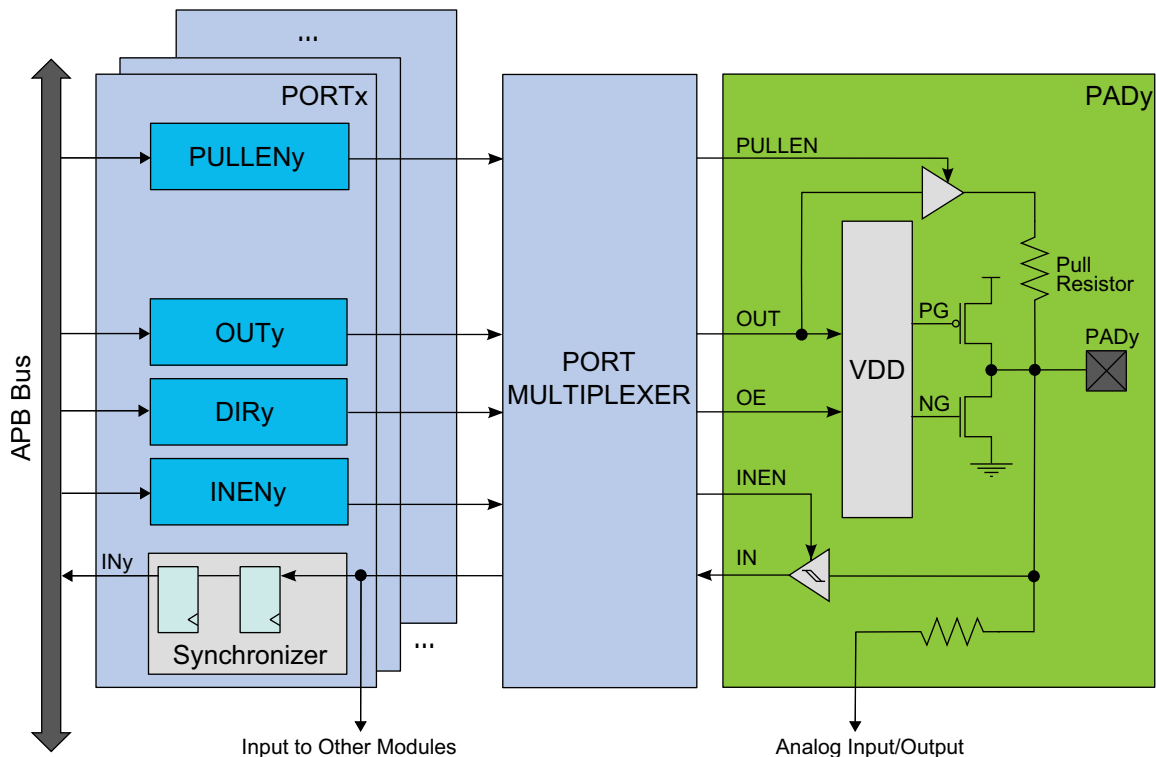 ...
PORTx
PADy
PULLENy
PULLEN
Pull
Resistor
OUTy
OUT
PG
PADy
APB Bus
PORT
MULTIPLEXER
VDD
DIRy
OE
NG
INENy
INEN
INy
IN
Synchronizer
...
Input to Other Modules
Analog Input/Output